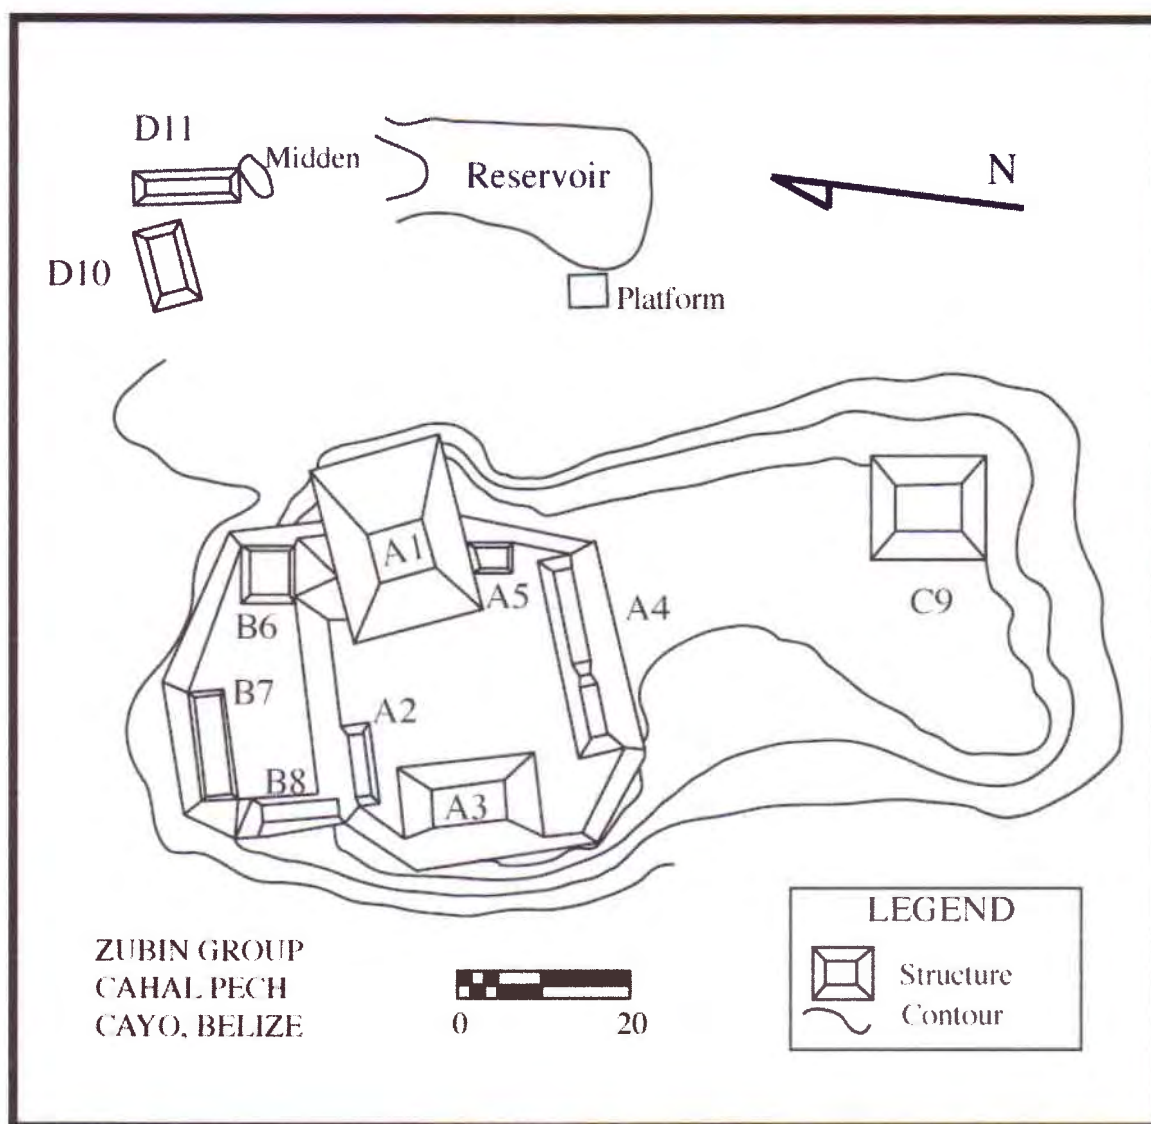 D11
Midden
Reservoir
N
D10
Platform
A1
A5
B6
A4
C9
B7
A2
B8
A3
LEGEND
Structure
Contour
ZUBIN GROUP
CAHAL PECH
CAYO, BELIZE
0 20